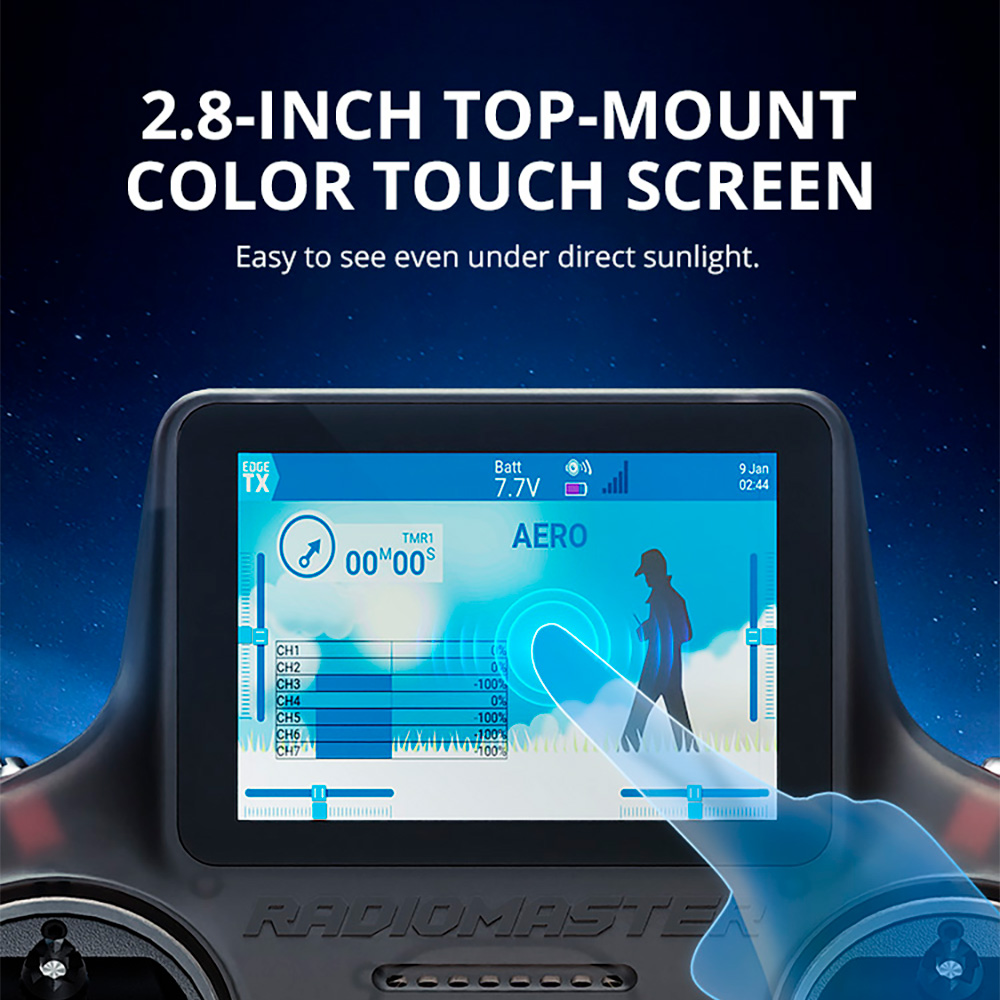 2.8-INCH TOP-MOUNT
COLOR TOUCH SCREEN
Easy to see even under direct sunlight.
EDGE
TX
Batt
7.7V
9 Jan
02:44
TMR1
00M00S
AERO
CH1 0%
CH2 0%
CH3 -100%
CH4 0%
CH5 -100%
CH6 -100%
CH7 -100%
RADIOMASTER